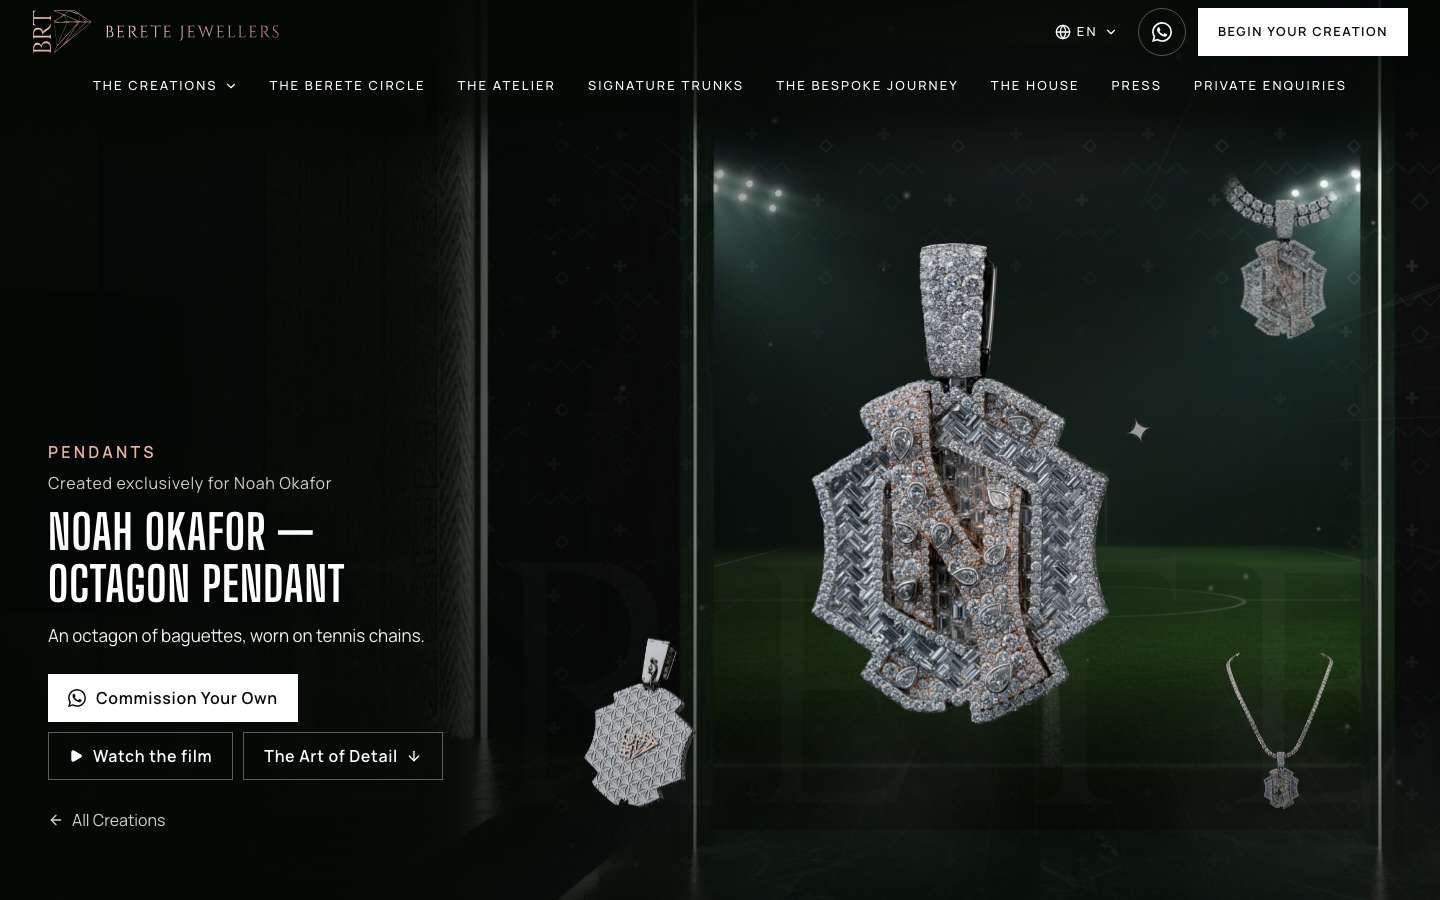 BRT
BERETE JEWELLERS
EN
BEGIN YOUR CREATION
THE CREATIONS
THE BERETE CIRCLE
THE ATELIER
SIGNATURE TRUNKS
THE BESPOKE JOURNEY
THE HOUSE
PRESS
PRIVATE ENQUIRIES
PENDANTS
Created exclusively for Noah Okafor
NOAH OKAFOR —
OCTAGON PENDANT
An octagon of baguettes, worn on tennis chains.
Commission Your Own
Watch the film
The Art of Detail
All Creations
N